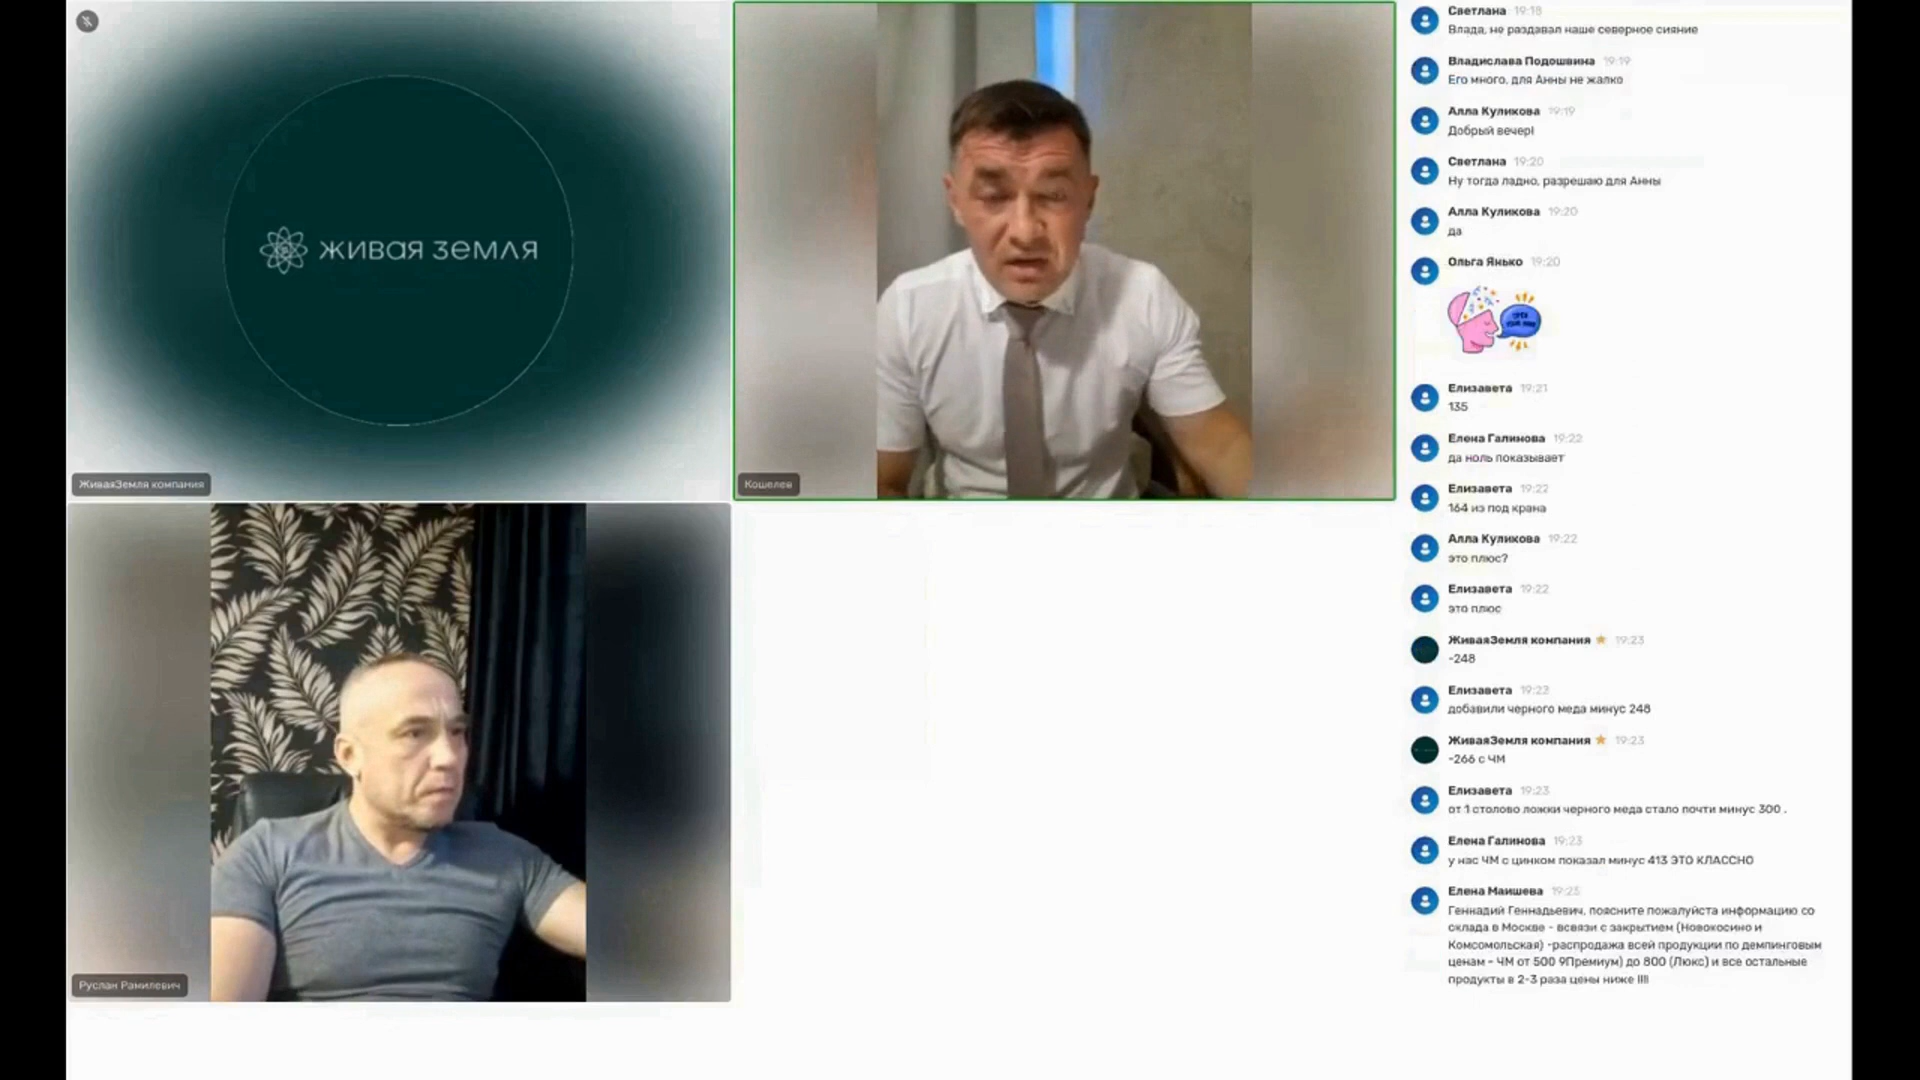 живая земля
ЖиваяЗемля компания
Кошелев
Руслан Рамилевич
Светлана 19:18
Влада, не раздавал наше северное сияние
Владислава Подошвина 19:19
Его много, для Анны не жалко
Алла Куликова 19:19
Добрый вечер!
Светлана 19:20
Ну тогда ладно, разрешаю для Анны
Алла Куликова 19:20
да
Ольга Янько 19:20
Елизавета 19:21
135
Елена Галинова 19:22
да ноль показывает
Елизавета 19:22
164 из под крана
Алла Куликова 19:22
это плюс?
Елизавета 19:22
это плюс
ЖиваяЗемля компания 19:23
-248
Елизавета 19:23
добавили черного меда минус 248
ЖиваяЗемля компания 19:23
-266 с ЧМ
Елизавета 19:23
от 1 столово ложки черного меда стало почти минус 300 .
Елена Галинова 19:23
у нас ЧМ с цинком показал минус 413 ЭТО КЛАССНО
Елена Маишева 19:23
Геннадий Геннадьевич, поясните пожалуйста информацию со
склада в Москве - всвязи с закрытием (Новокосино и
Комсомольская) -распродажа всей продукции по демпинговым
ценам - ЧМ от 500 9Премиум) до 800 (Люкс) и все остальные
продукты в 2-3 раза цены ниже !!!!